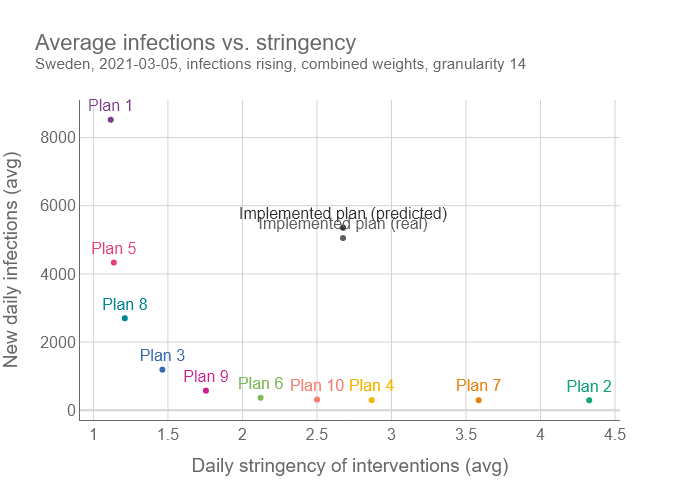 Average infections vs. stringency
Sweden, 2021-03-05, infections rising, combined weights, granularity 14
New daily infections (avg)
8000
6000
4000
2000
0
Plan 1
Implemented plan (predicted)
Implemented plan (real)
Plan 5
Plan 8
Plan 3
Plan 9
Plan 6
Plan 10
Plan 4
Plan 7
Plan 2
1
1.5
2
2.5
3
3.5
4
4.5
Daily stringency of interventions (avg)